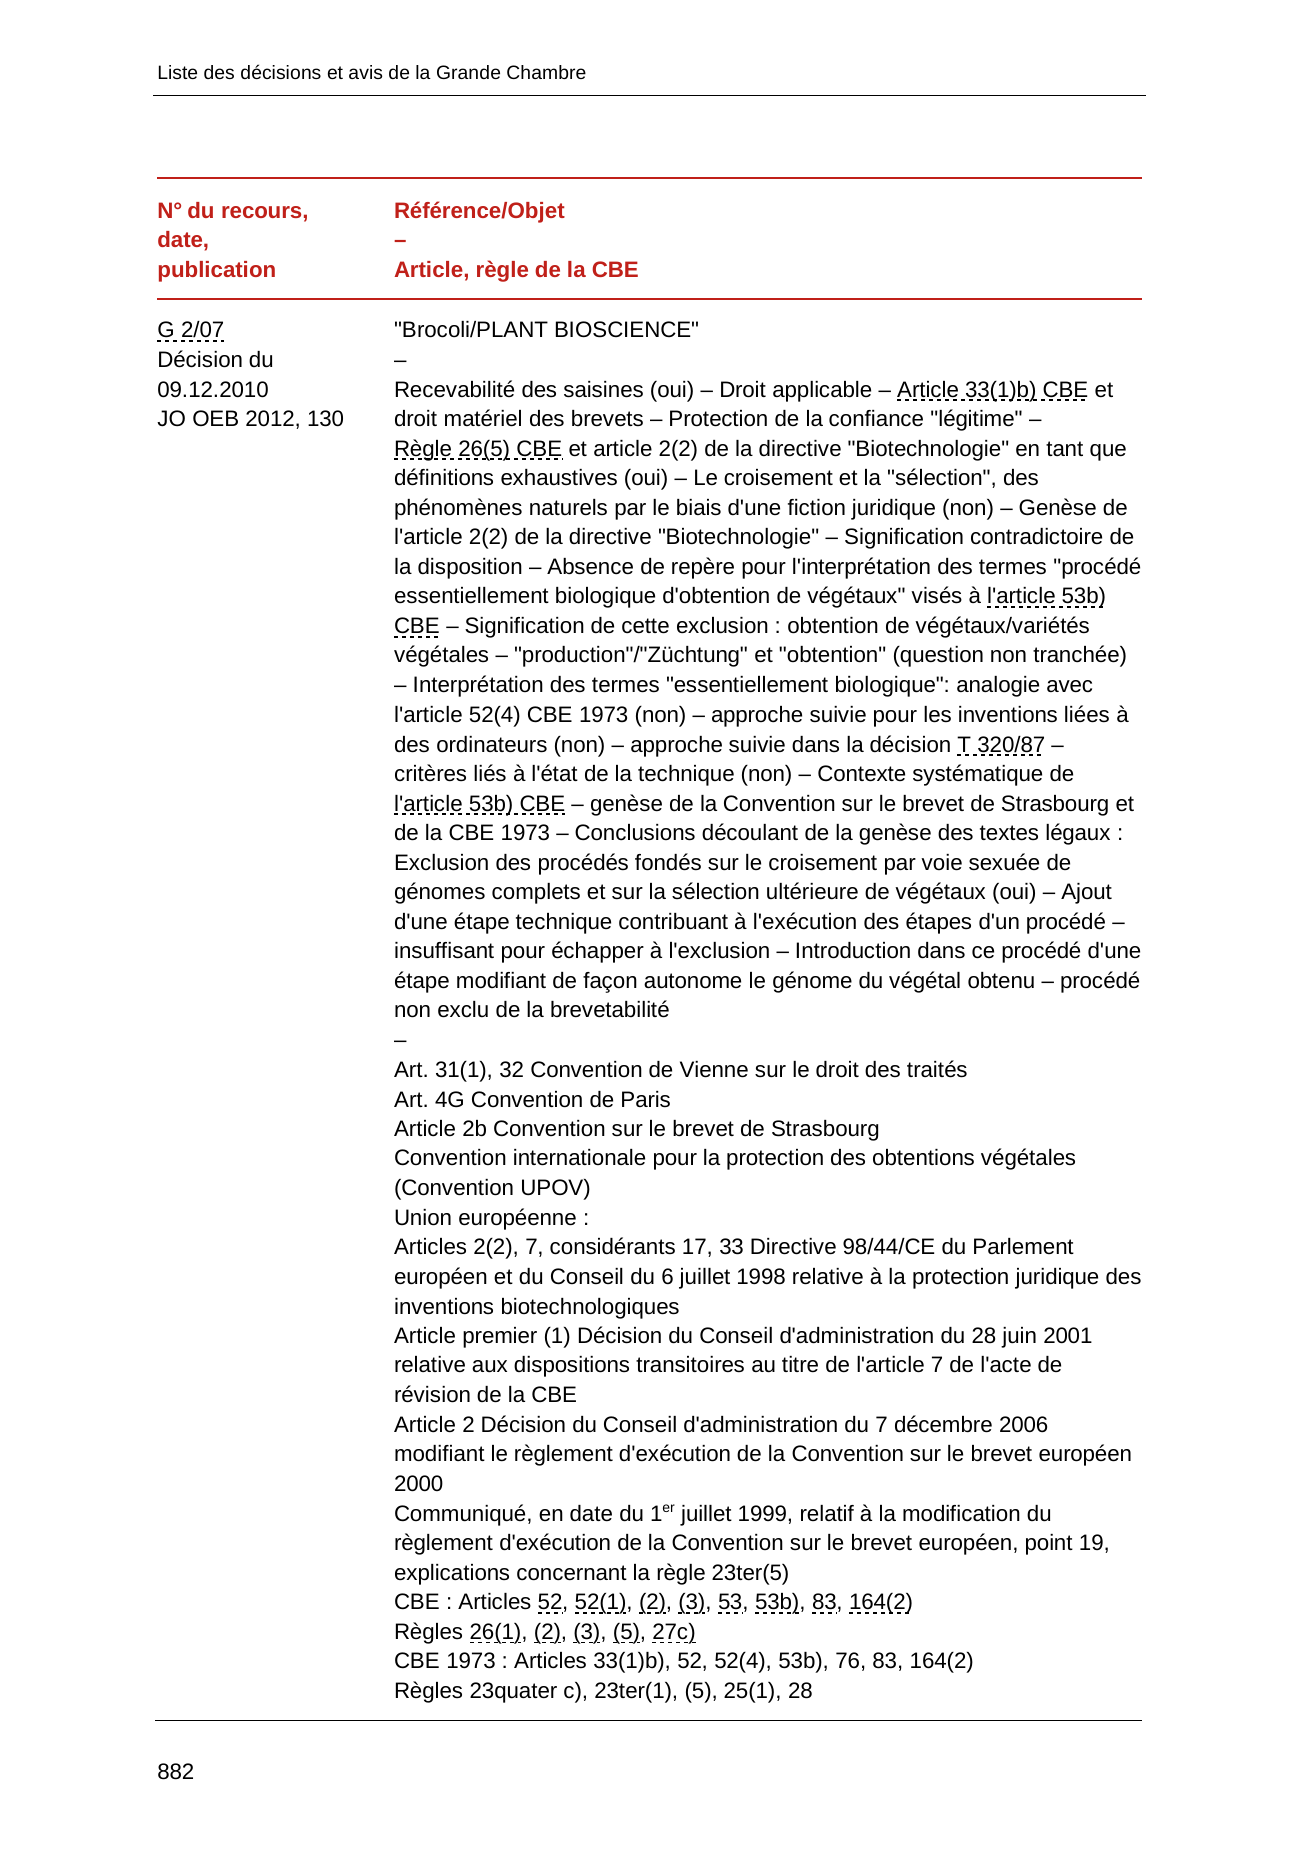 Liste des décisions et avis de la Grande Chambre
N° du recours,
date,
publication
Référence/Objet
–
Article, règle de la CBE
G 2/07
Décision du
09.12.2010
JO OEB 2012, 130
"Brocoli/PLANT BIOSCIENCE"
–
Recevabilité des saisines (oui) – Droit applicable – Article 33(1)b) CBE et
droit matériel des brevets – Protection de la confiance "légitime" –
Règle 26(5) CBE et article 2(2) de la directive "Biotechnologie" en tant que
définitions exhaustives (oui) – Le croisement et la "sélection", des
phénomènes naturels par le biais d'une fiction juridique (non) – Genèse de
l'article 2(2) de la directive "Biotechnologie" – Signification contradictoire de
la disposition – Absence de repère pour l'interprétation des termes "procédé
essentiellement biologique d'obtention de végétaux" visés à l'article 53b)
CBE – Signification de cette exclusion : obtention de végétaux/variétés
végétales – "production"/"Züchtung" et "obtention" (question non tranchée)
– Interprétation des termes "essentiellement biologique": analogie avec
l'article 52(4) CBE 1973 (non) – approche suivie pour les inventions liées à
des ordinateurs (non) – approche suivie dans la décision T 320/87 –
critères liés à l'état de la technique (non) – Contexte systématique de
l'article 53b) CBE – genèse de la Convention sur le brevet de Strasbourg et
de la CBE 1973 – Conclusions découlant de la genèse des textes légaux :
Exclusion des procédés fondés sur le croisement par voie sexuée de
génomes complets et sur la sélection ultérieure de végétaux (oui) – Ajout
d'une étape technique contribuant à l'exécution des étapes d'un procédé –
insuffisant pour échapper à l'exclusion – Introduction dans ce procédé d'une
étape modifiant de façon autonome le génome du végétal obtenu – procédé
non exclu de la brevetabilité
–
Art. 31(1), 32 Convention de Vienne sur le droit des traités
Art. 4G Convention de Paris
Article 2b Convention sur le brevet de Strasbourg
Convention internationale pour la protection des obtentions végétales
(Convention UPOV)
Union européenne :
Articles 2(2), 7, considérants 17, 33 Directive 98/44/CE du Parlement
européen et du Conseil du 6 juillet 1998 relative à la protection juridique des
inventions biotechnologiques
Article premier (1) Décision du Conseil d'administration du 28 juin 2001
relative aux dispositions transitoires au titre de l'article 7 de l'acte de
révision de la CBE
Article 2 Décision du Conseil d'administration du 7 décembre 2006
modifiant le règlement d'exécution de la Convention sur le brevet européen
2000
Communiqué, en date du 1er juillet 1999, relatif à la modification du
règlement d'exécution de la Convention sur le brevet européen, point 19,
explications concernant la règle 23ter(5)
CBE : Articles 52, 52(1), (2), (3), 53, 53b), 83, 164(2)
Règles 26(1), (2), (3), (5), 27c)
CBE 1973 : Articles 33(1)b), 52, 52(4), 53b), 76, 83, 164(2)
Règles 23quater c), 23ter(1), (5), 25(1), 28
882